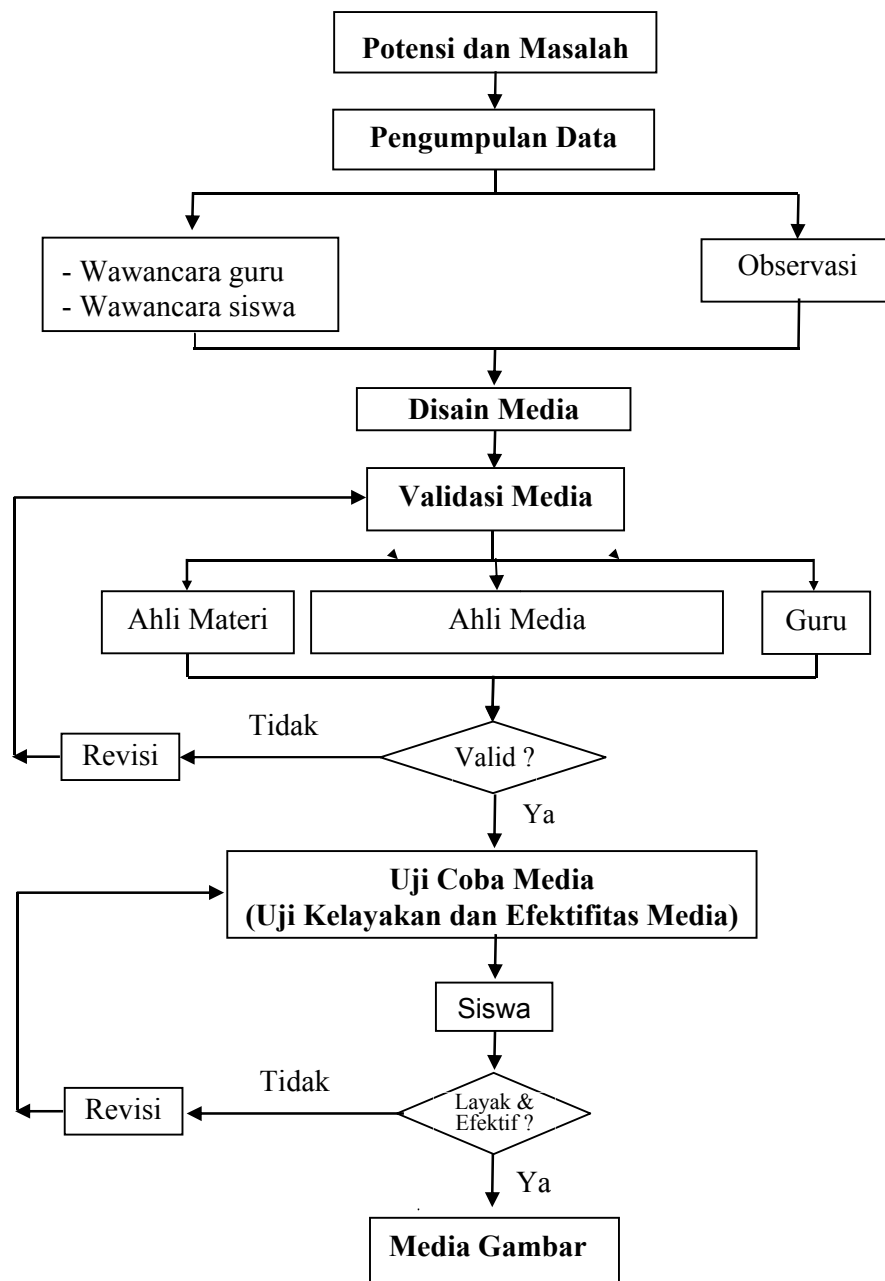 Potensi dan Masalah
Pengumpulan Data
- Wawancara guru
- Wawancara siswa
Observasi
Disain Media
Validasi Media
Ahli Materi
Ahli Media
Guru
Tidak
Revisi
Valid ?
Ya
Uji Coba Media
(Uji Kelayakan dan Efektifitas Media)
Siswa
Tidak
Revisi
Layak &
Efektif ?
Ya
Media Gambar